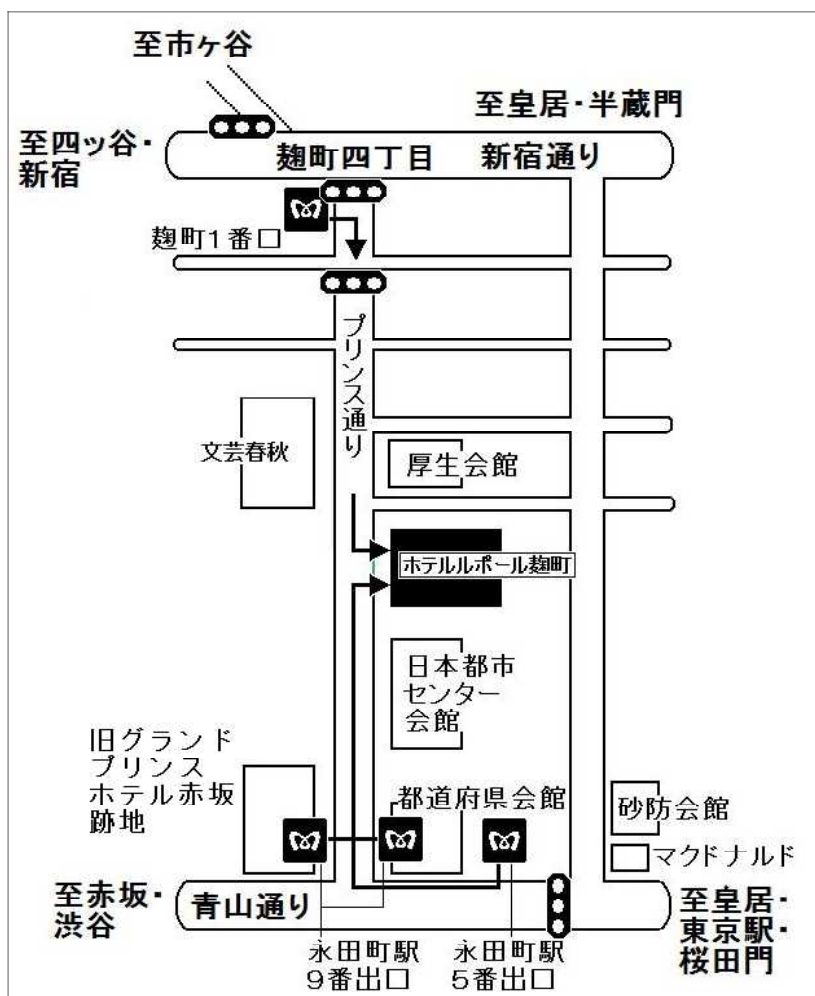 至市ヶ谷
至皇居・半蔵門
至四ッ谷・
新宿
麹町四丁目
新宿通り
麹町1番口
プリンス通り
文芸春秋
厚生会館
ホテルルポール麹町
日本都市
センター
会館
旧グランド
プリンス
ホテル赤坂
跡地
都道府県会館
砂防会館
マクドナルド
至赤坂・
渋谷
青山通り
至皇居・
東京駅・
桜田門
永田町駅
9番出口
永田町駅
5番出口